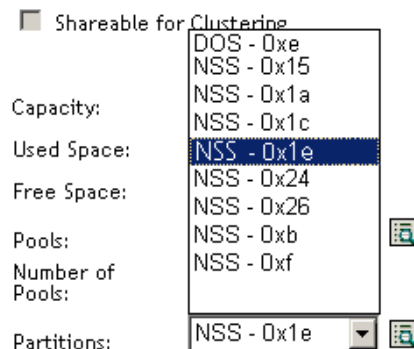 Shareable for Clustering
DOS - 0xe
NSS - 0x15
NSS - 0x1a
Capacity:
NSS - 0x1c
Used Space:
NSS - 0x1e
Free Space:
NSS - 0x24
NSS - 0x26
Pools:
NSS - 0xb
Number of
NSS - 0xf
Pools:
Partitions:
NSS - 0x1e